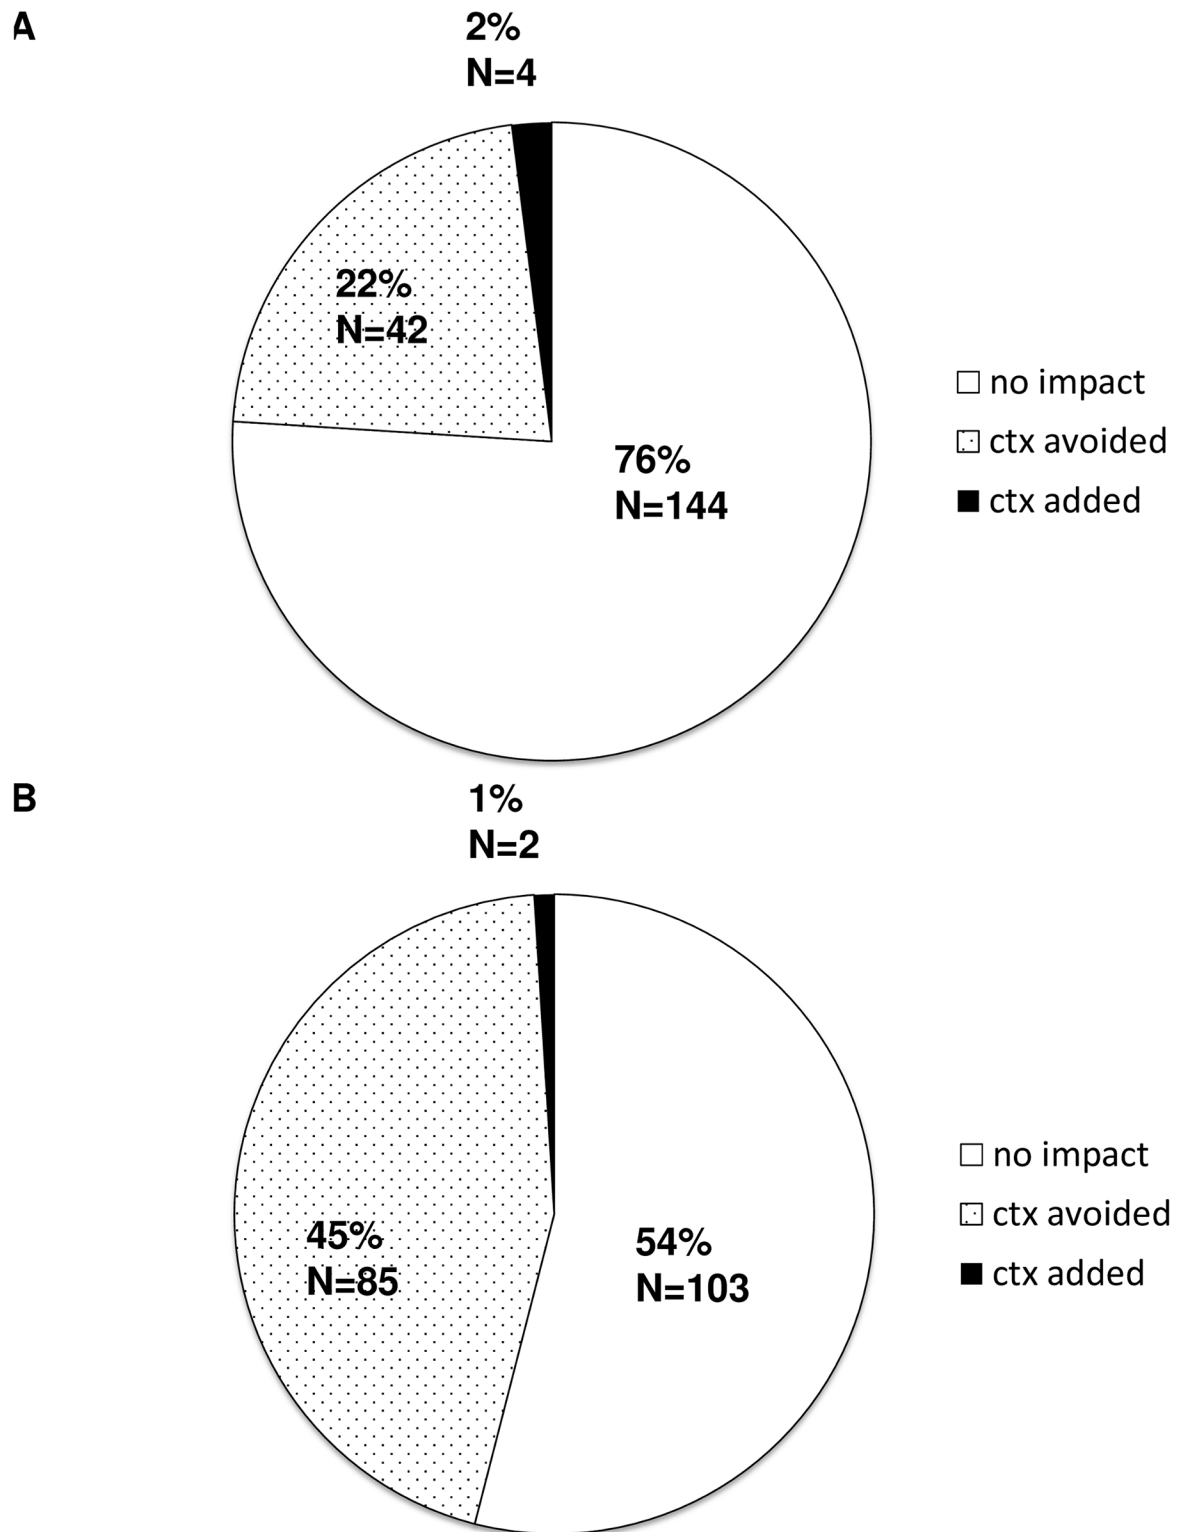 A
2%
N=4
22%
N=42
76%
N=144
no impact
ctx avoided
ctx added
B
1%
N=2
45%
N=85
54%
N=103
no impact
ctx avoided
ctx added